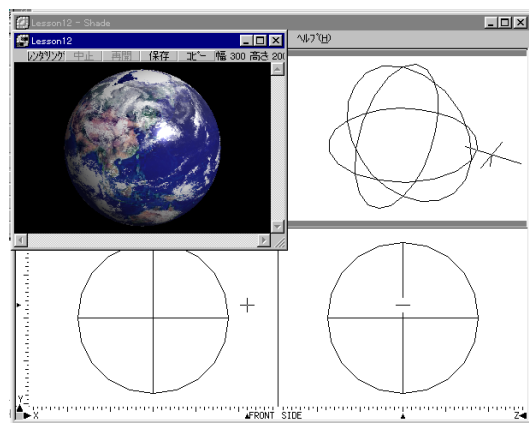 Lesson12 - Shade
Lesson12
ﾍﾙﾌﾟ(H)
ﾚﾝﾀﾞﾘﾝｸﾞ 中止 再開 保存 ｺﾋﾟｰ 幅 300 高さ 200
Y
X FRONT SIDE Z